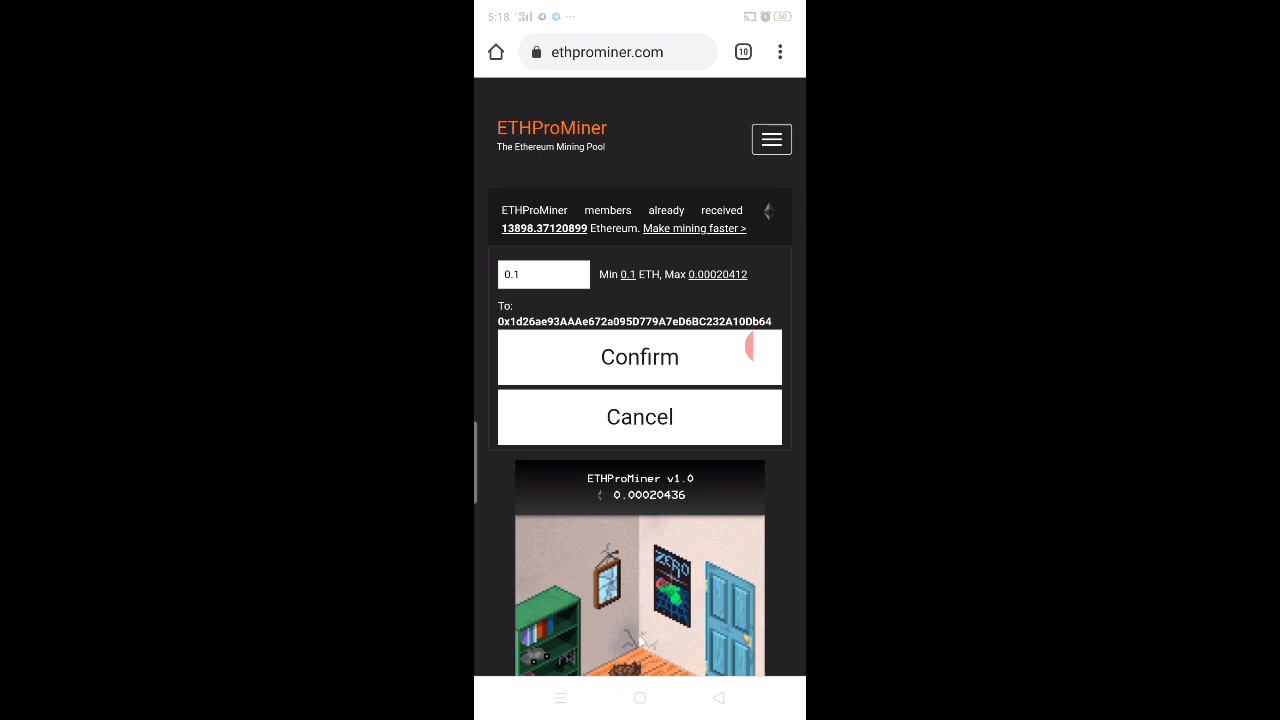 5:18
50
ethprominer.com
10
ETHProMiner
The Ethereum Mining Pool
ETHProMiner members already received
13898.37120899 Ethereum. Make mining faster >
0.1 Min 0.1 ETH, Max 0.00020412
To:
0x1d26ae93AAAe672a095D779A7eD6BC232A10Db64
Confirm
Cancel
ETHProMiner v1.0
0.00020436
ZERO